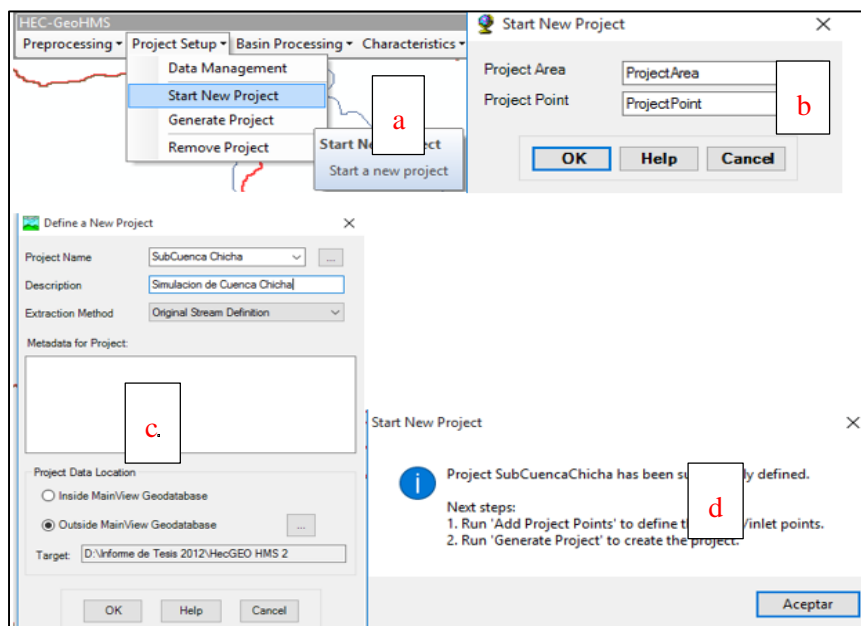 HEC-GeoHMS
Preprocessing Project Setup Basin Processing Characteristics
Data Management
Start New Project
Generate Project
Remove Project
Start New
Start a new project
a
Start New Project
Project Area ProjectArea
Project Point ProjectPoint
b
OK Help Cancel
Define a New Project
Project Name SubCuenca Chicha ...
Description Simulacion de Cuenca Chicha
Extraction Method Original Stream Definition
Metadata for Project:
c.
Project Data Location
Inside MainView Geodatabase
Outside MainView Geodatabase ...
Target: D:\Informe de Tesis 2012\HecGEO HMS 2
OK Help Cancel
Start New Project
Project SubCuencaChicha has been defined.
Next steps:
1. Run 'Add Project Points' to define /inlet points.
2. Run 'Generate Project' to create the project.
d
Aceptar